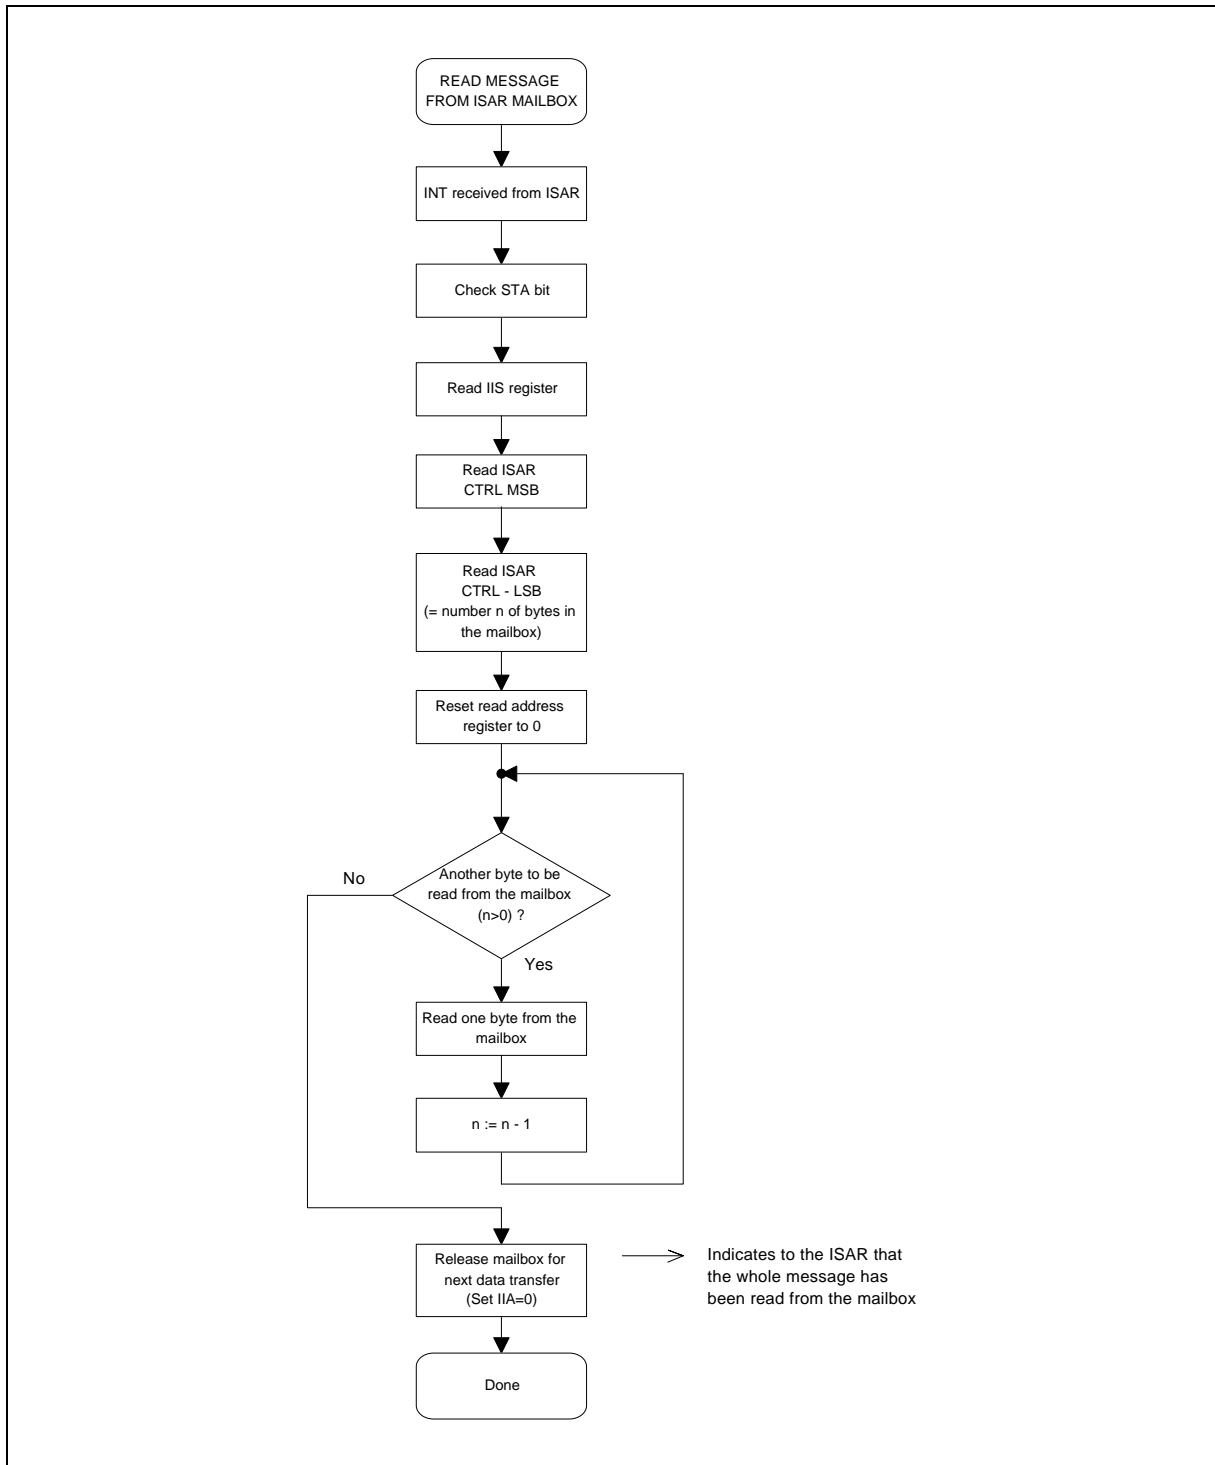 READ MESSAGE
FROM ISAR MAILBOX
INT received from ISAR
Check STA bit
Read IIS register
Read ISAR
CTRL MSB
Read ISAR
CTRL - LSB
(= number n of bytes in
the mailbox)
Reset read address
register to 0
Another byte to be
read from the mailbox
(n>0) ?
No
Yes
Read one byte from the
mailbox
n := n - 1
Release mailbox for
next data transfer
(Set IIA=0)
Indicates to the ISAR that
the whole message has
been read from the mailbox
Done